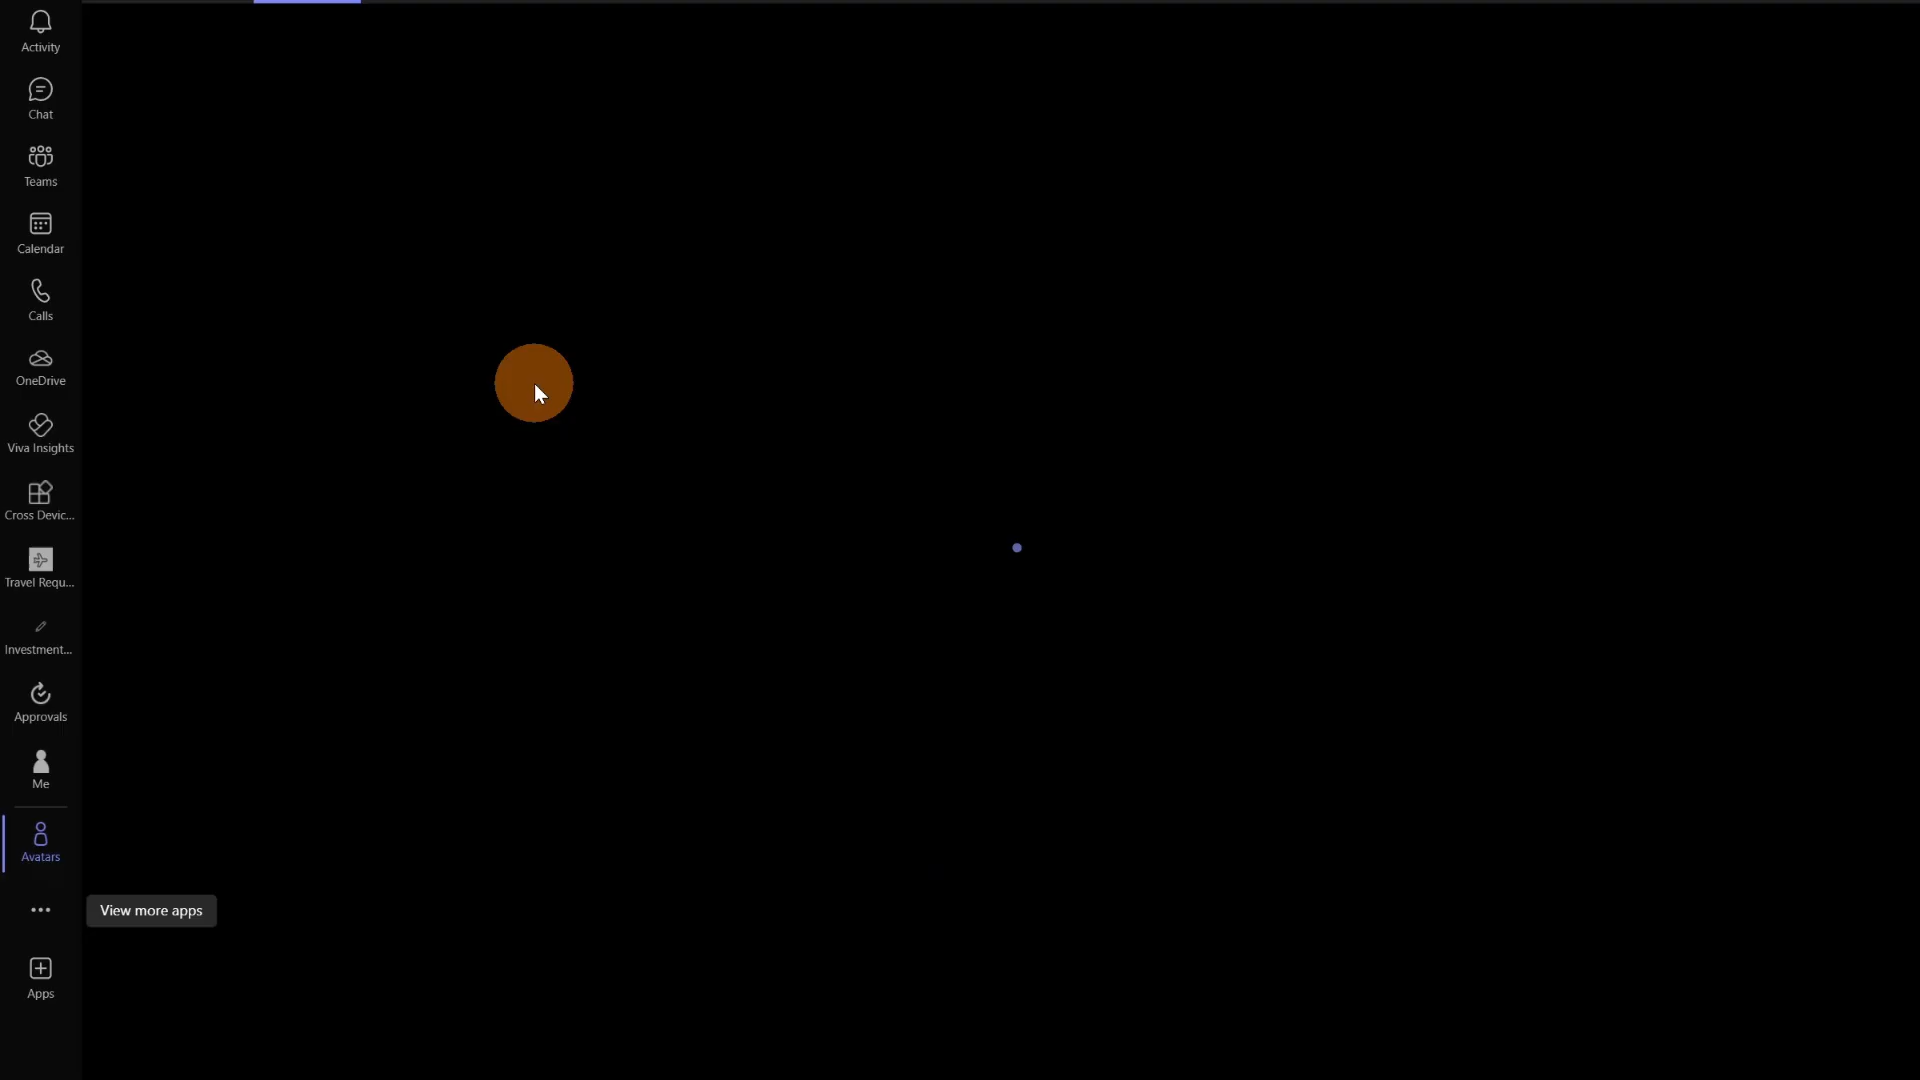 Activity
Chat
Teams
Calendar
Calls
OneDrive
Viva Insights
Cross Devic...
Travel Requ...
Investment...
Approvals
Me
Avatars
View more apps
Apps